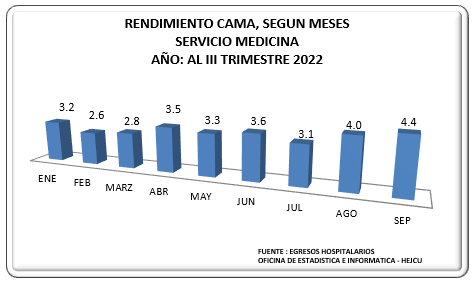 RENDIMIENTO CAMA, SEGUN MESES
SERVICIO MEDICINA
AÑO: AL III TRIMESTRE 2022
3.2 2.6 2.8 3.5 3.3 3.6 3.1 4.0 4.4
ENE FEB MARZ ABR MAY JUN JUL AGO SEP
FUENTE : EGRESOS HOSPITALARIOS
OFICINA DE ESTADISTICA E INFORMATICA - HEJCU